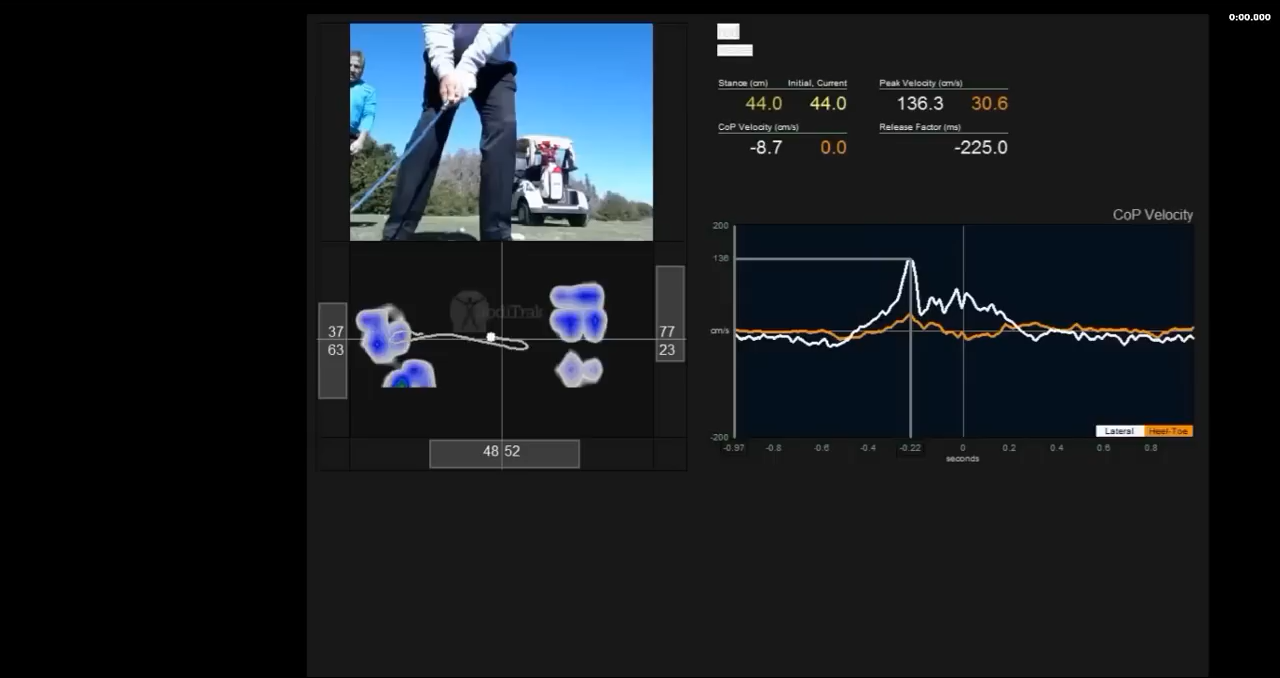 0:00.000
Stance (cm) Initial, Current
44.0 44.0
Peak Velocity (cm/s)
136.3 30.6
CoP Velocity (cm/s)
-8.7 0.0
Release Factor (ms)
-225.0
37
63
77
23
48 52
CoP Velocity
200
136
cm/s
-200
Lateral Heel-Toe
-0.97 -0.8 -0.6 -0.4 -0.22 0 0.2 0.4 0.6 0.8
seconds